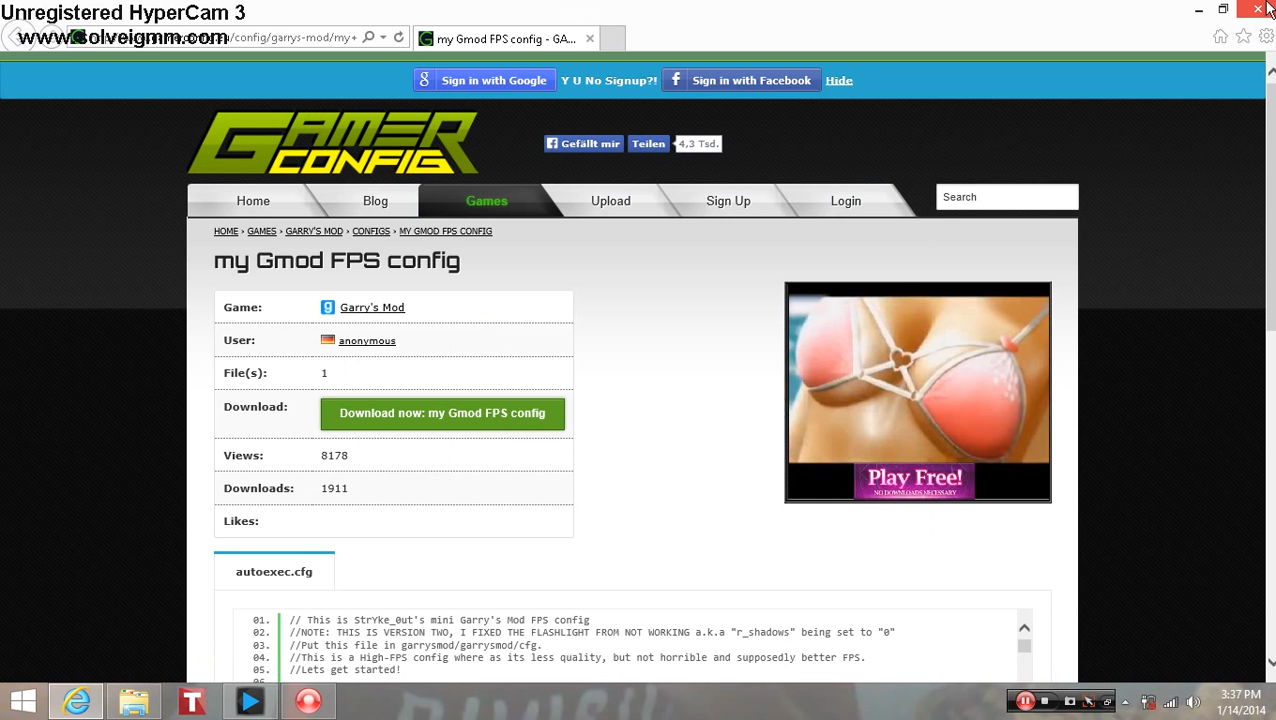 Unregistered HyperCam 3
www.solveigmm.com
config/garrys-mod/my
my Gmod FPS config - GA...
Sign in with Google Y U No Signup?! Sign in with Facebook Hide
GAMER
CONFIG
Gefällt mir Teilen 4,3 Tsd.
Home Blog Games Upload Sign Up Login Search
HOME › GAMES › GARRY'S MOD › CONFIGS › MY GMOD FPS CONFIG
my Gmod FPS config
Game: Garry's Mod
User: anonymous
File(s): 1
Download: Download now: my Gmod FPS config
Views: 8178
Downloads: 1911
Likes:
Play Free!
NO DOWNLOADS NECESSARY
autoexec.cfg
01. // This is StrYke_0ut's mini Garry's Mod FPS config
02. //NOTE: THIS IS VERSION TWO, I FIXED THE FLASHLIGHT FROM NOT WORKING a.k.a "r_shadows" being set to "0"
03. //Put this file in garrysmod/garrysmod/cfg.
04. //This is a High-FPS config where as its less quality, but not horrible and supposedly better FPS.
05. //Lets get started!
3:37 PM
1/14/2014